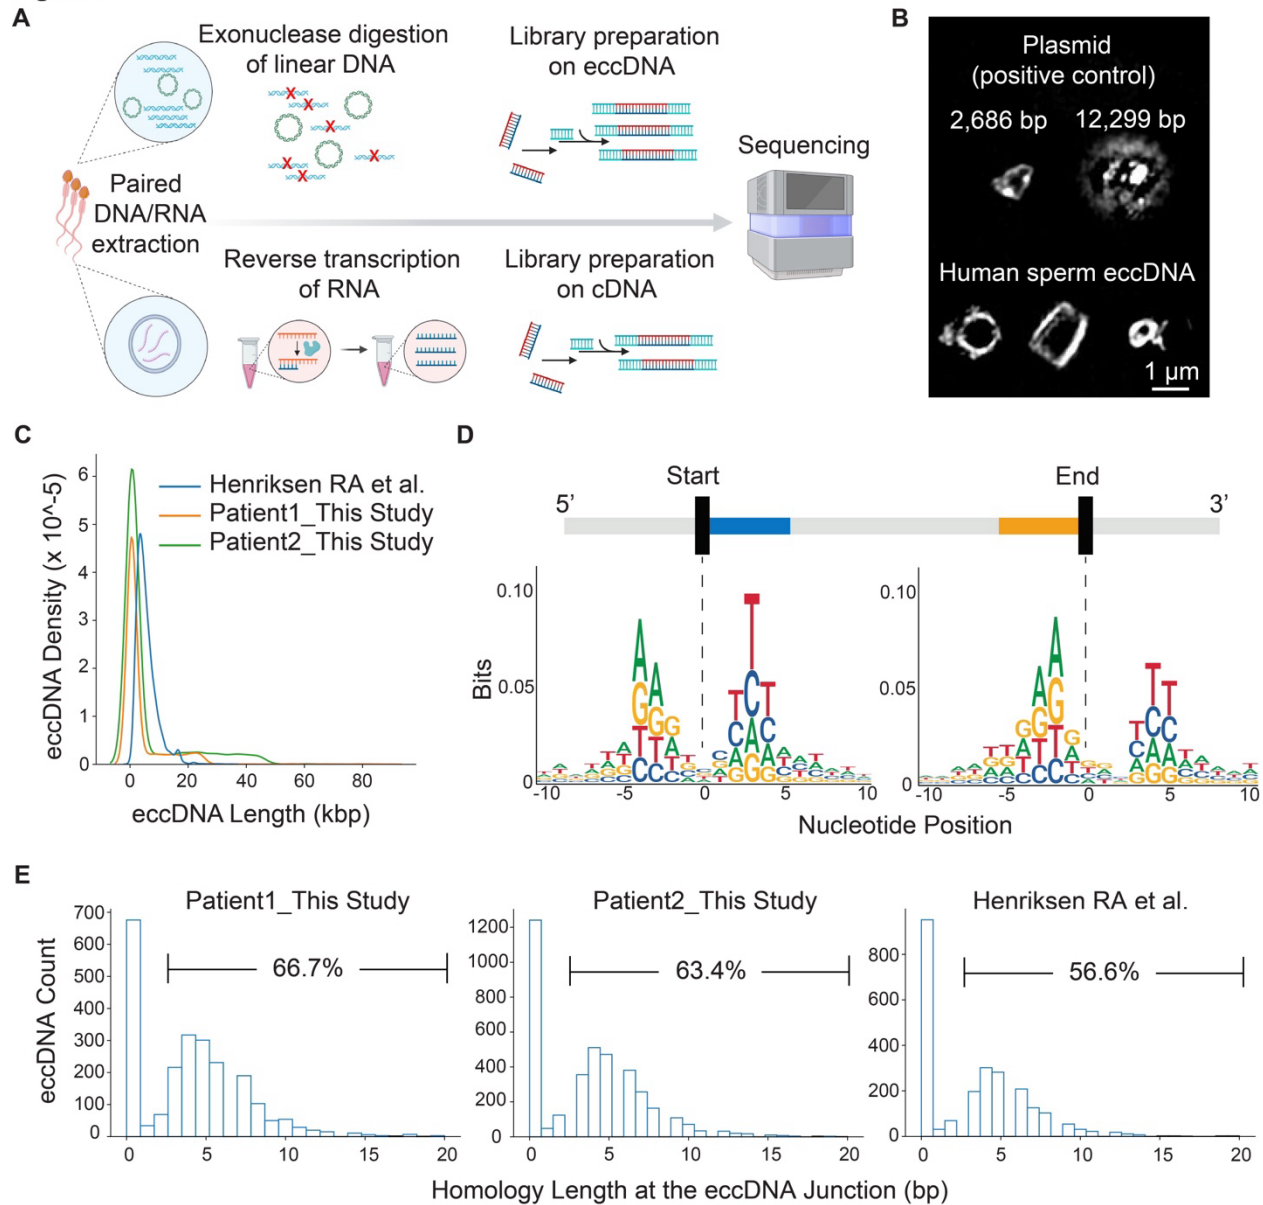 A
Exonuclease digestion
of linear DNA
Library preparation
on eccDNA
Paired
DNA/RNA
extraction
Sequencing
Reverse transcription
of RNA
Library preparation
on cDNA
B
Plasmid
(positive control)
2,686 bp 12,299 bp
Human sperm eccDNA
1 µm
C
eccDNA Density (x 10^-5)
6
5
4
3
2
1
0
Henriksen RA et al.
Patient1_This Study
Patient2_This Study
0 20 40 60 80
eccDNA Length (kbp)
D
Start End
5’ 3’
Bits
0.10
0.05
0
-10 -5 0 5 10
0.10
0.05
0
-10 -5 0 5 10
Nucleotide Position
E
eccDNA Count
Patient1_This Study
700
600
500
400
300
200
100
0
66.7%
0 5 10 15 20
Patient2_This Study
1200
1000
800
600
400
200
0
63.4%
0 5 10 15 20
Henriksen RA et al.
800
600
400
200
0
56.6%
0 5 10 15 20
Homology Length at the eccDNA Junction (bp)